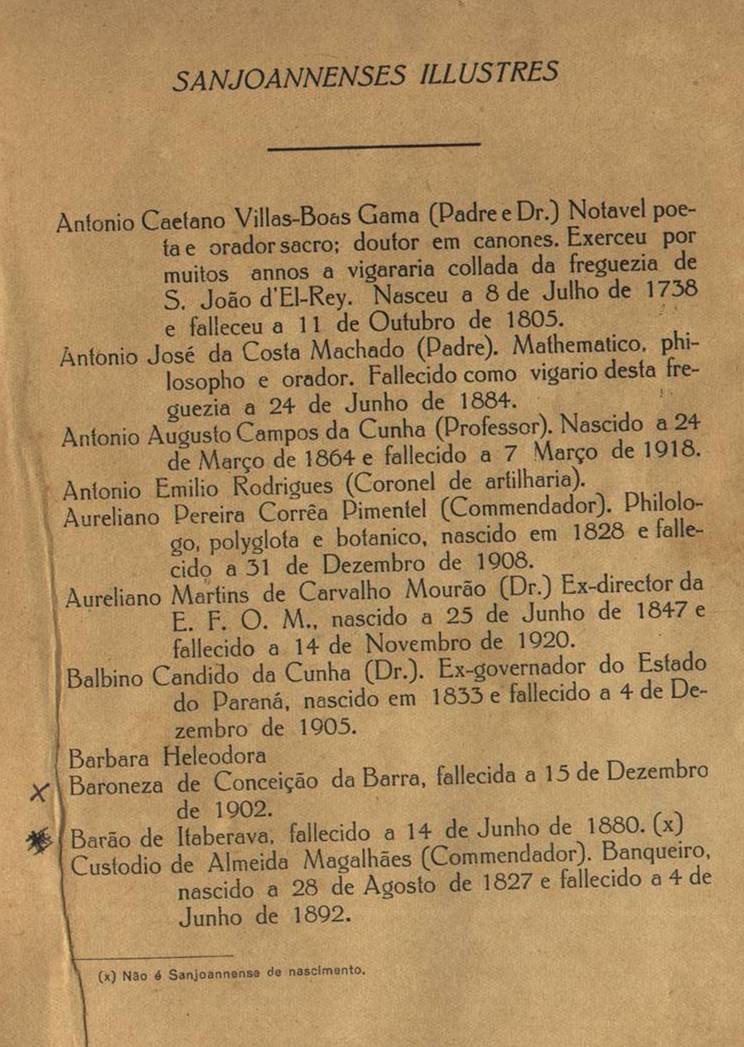 SANJOANNENSES ILLUSTRES
Antonio Caetano Villas-Boas Gama (Padre e Dr.) Notavel poe-
ta e orador sacro; doutor em canones. Exerceu por
muitos annos a vigararia collada da freguezia de
S. João d'El-Rey. Nasceu a 8 de Julho de 1738
e falleceu a 11 de Outubro de 1805.
Antonio José da Costa Machado (Padre). Mathematico, phi-
losopho e orador. Fallecido como vigario desta fre-
guezia a 24 de Junho de 1884.
Antonio Augusto Campos da Cunha (Professor). Nascido a 24
de Março de 1864 e fallecido a 7 Março de 1918.
Antonio Emilio Rodrigues (Coronel de artilharia).
Aureliano Pereira Corrêa Pimentel (Commendador). Philolo-
go, polyglota e botanico, nascido em 1828 e falle-
cido a 31 de Dezembro de 1908.
Aureliano Martins de Carvalho Mourão (Dr.) Ex-director da
E. F. O. M., nascido a 25 de Junho de 1847 e
fallecido a 14 de Novembro de 1920.
Balbino Candido da Cunha (Dr.). Ex-governador do Estado
do Paraná, nascido em 1833 e fallecido a 4 de De-
zembro de 1905.
Barbara Heleodora
x Baroneza de Conceição da Barra, fallecida a 15 de Dezembro
de 1902.
Barão de Itaberava, fallecido a 14 de Junho de 1880. (x)
Custodio de Almeida Magalhães (Commendador). Banqueiro,
nascido a 28 de Agosto de 1827 e fallecido a 4 de
Junho de 1892.
(x) Não é Sanjoannense de nascimento.